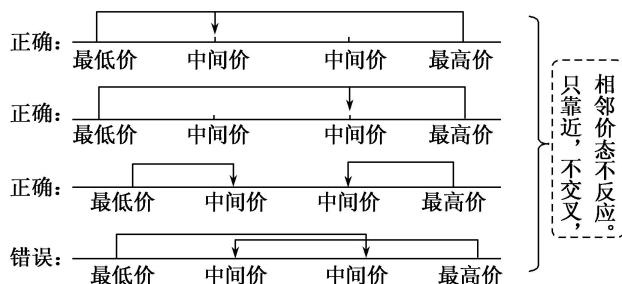 正确：
最低价 中间价 中间价 最高价
正确：
最低价 中间价 中间价 最高价
正确：
最低价 中间价 中间价 最高价
错误：
最低价 中间价 中间价 最高价
相邻价态不反应。
只靠近，不交叉，